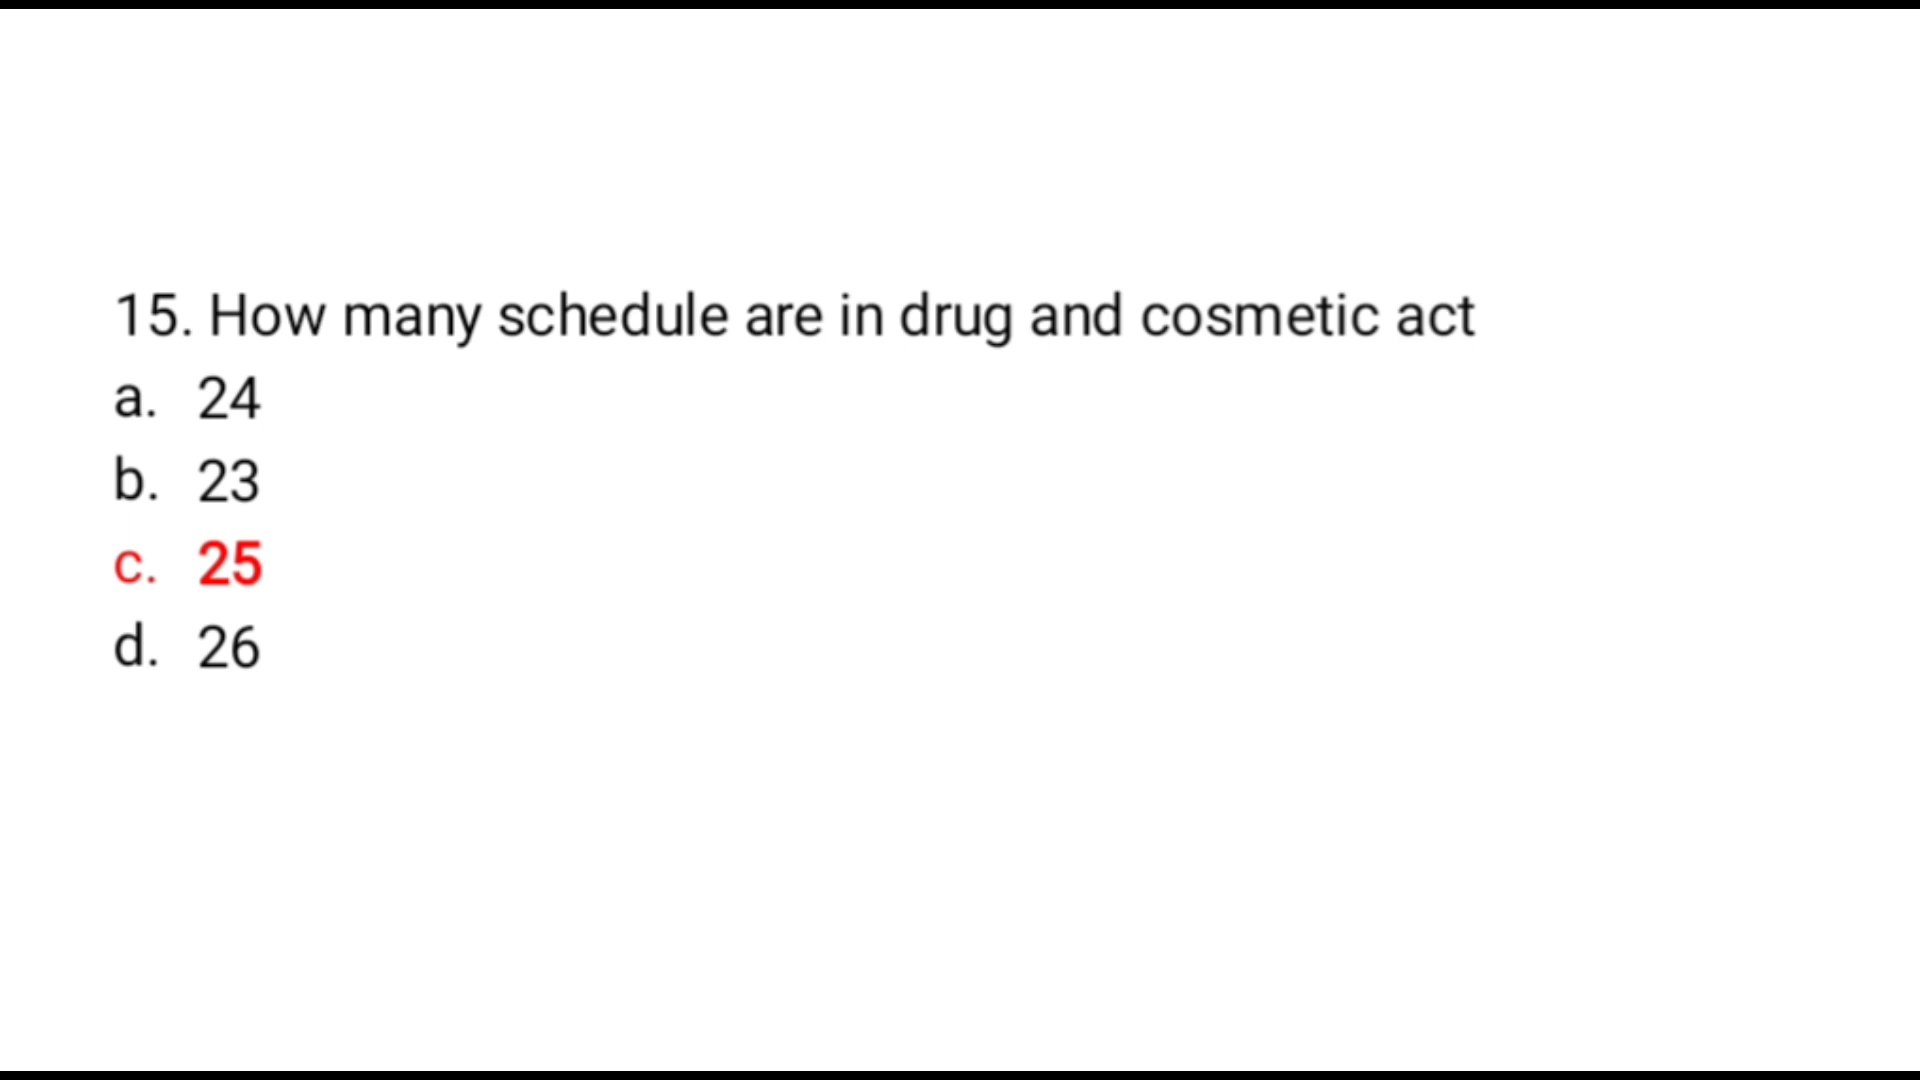 15. How many schedule are in drug and cosmetic act
a. 24
b. 23
c. 25
d. 26